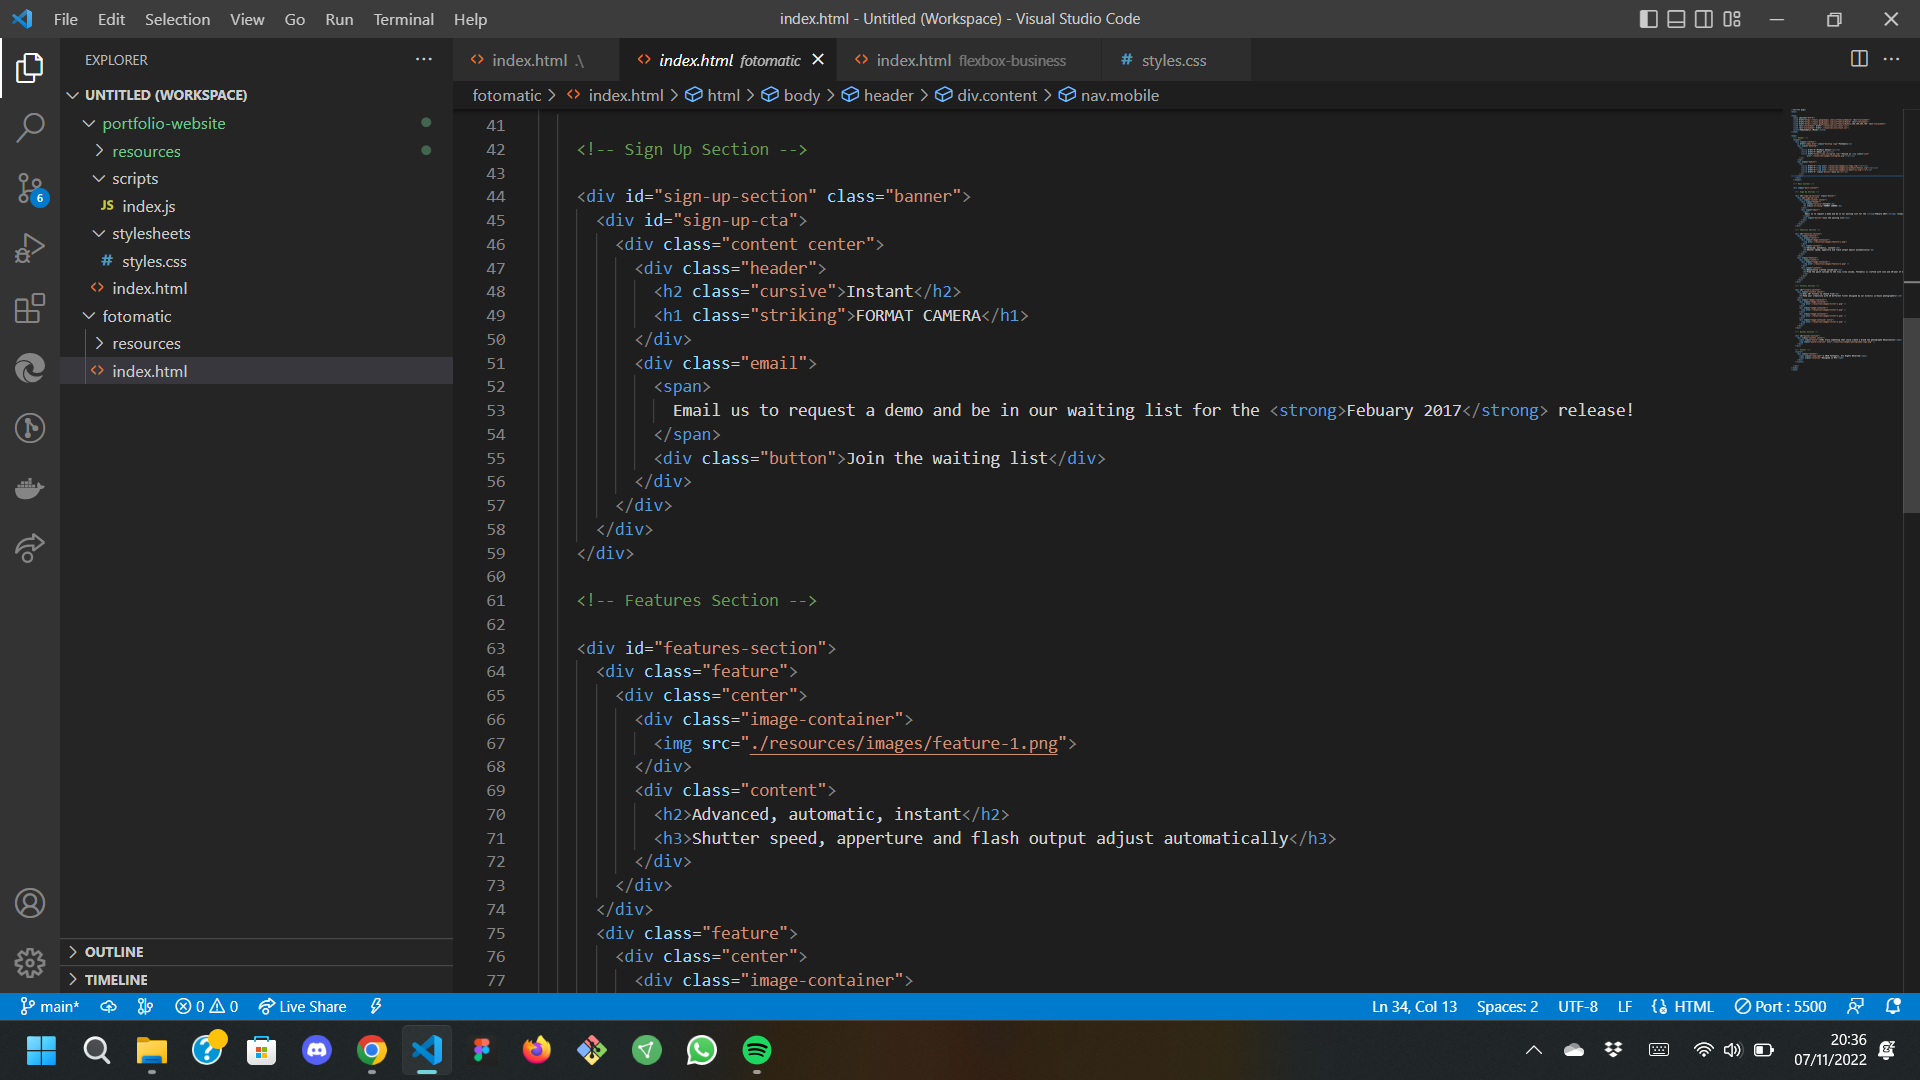 File Edit Selection View Go Run Terminal Help
index.html - Untitled (Workspace) - Visual Studio Code
EXPLORER
index.html .\
index.html fotomatic
index.html flexbox-business
# styles.css
fotomatic > index.html > html > body > header > div.content > nav.mobile
UNTITLED (WORKSPACE)
portfolio-website
resources
scripts
JS index.js
stylesheets
# styles.css
index.html
fotomatic
resources
index.html
OUTLINE
TIMELINE
41
42 <!-- Sign Up Section -->
43
44 <div id="sign-up-section" class="banner">
45 <div id="sign-up-cta">
46 <div class="content center">
47 <div class="header">
48 <h2 class="cursive">Instant</h2>
49 <h1 class="striking">FORMAT CAMERA</h1>
50 </div>
51 <div class="email">
52 <span>
53 Email us to request a demo and be in our waiting list for the <strong>Febuary 2017</strong> release!
54 </span>
55 <div class="button">Join the waiting list</div>
56 </div>
57 </div>
58 </div>
59 </div>
60
61 <!-- Features Section -->
62
63 <div id="features-section">
64 <div class="feature">
65 <div class="center">
66 <div class="image-container">
67 <img src="./resources/images/feature-1.png">
68 </div>
69 <div class="content">
70 <h2>Advanced, automatic, instant</h2>
71 <h3>Shutter speed, apperture and flash output adjust automatically</h3>
72 </div>
73 </div>
74 </div>
75 <div class="feature">
76 <div class="center">
77 <div class="image-container">
6
main* 0 0 Live Share
Ln 34, Col 13 Spaces: 2 UTF-8 LF HTML Port : 5500
20:36
07/11/2022